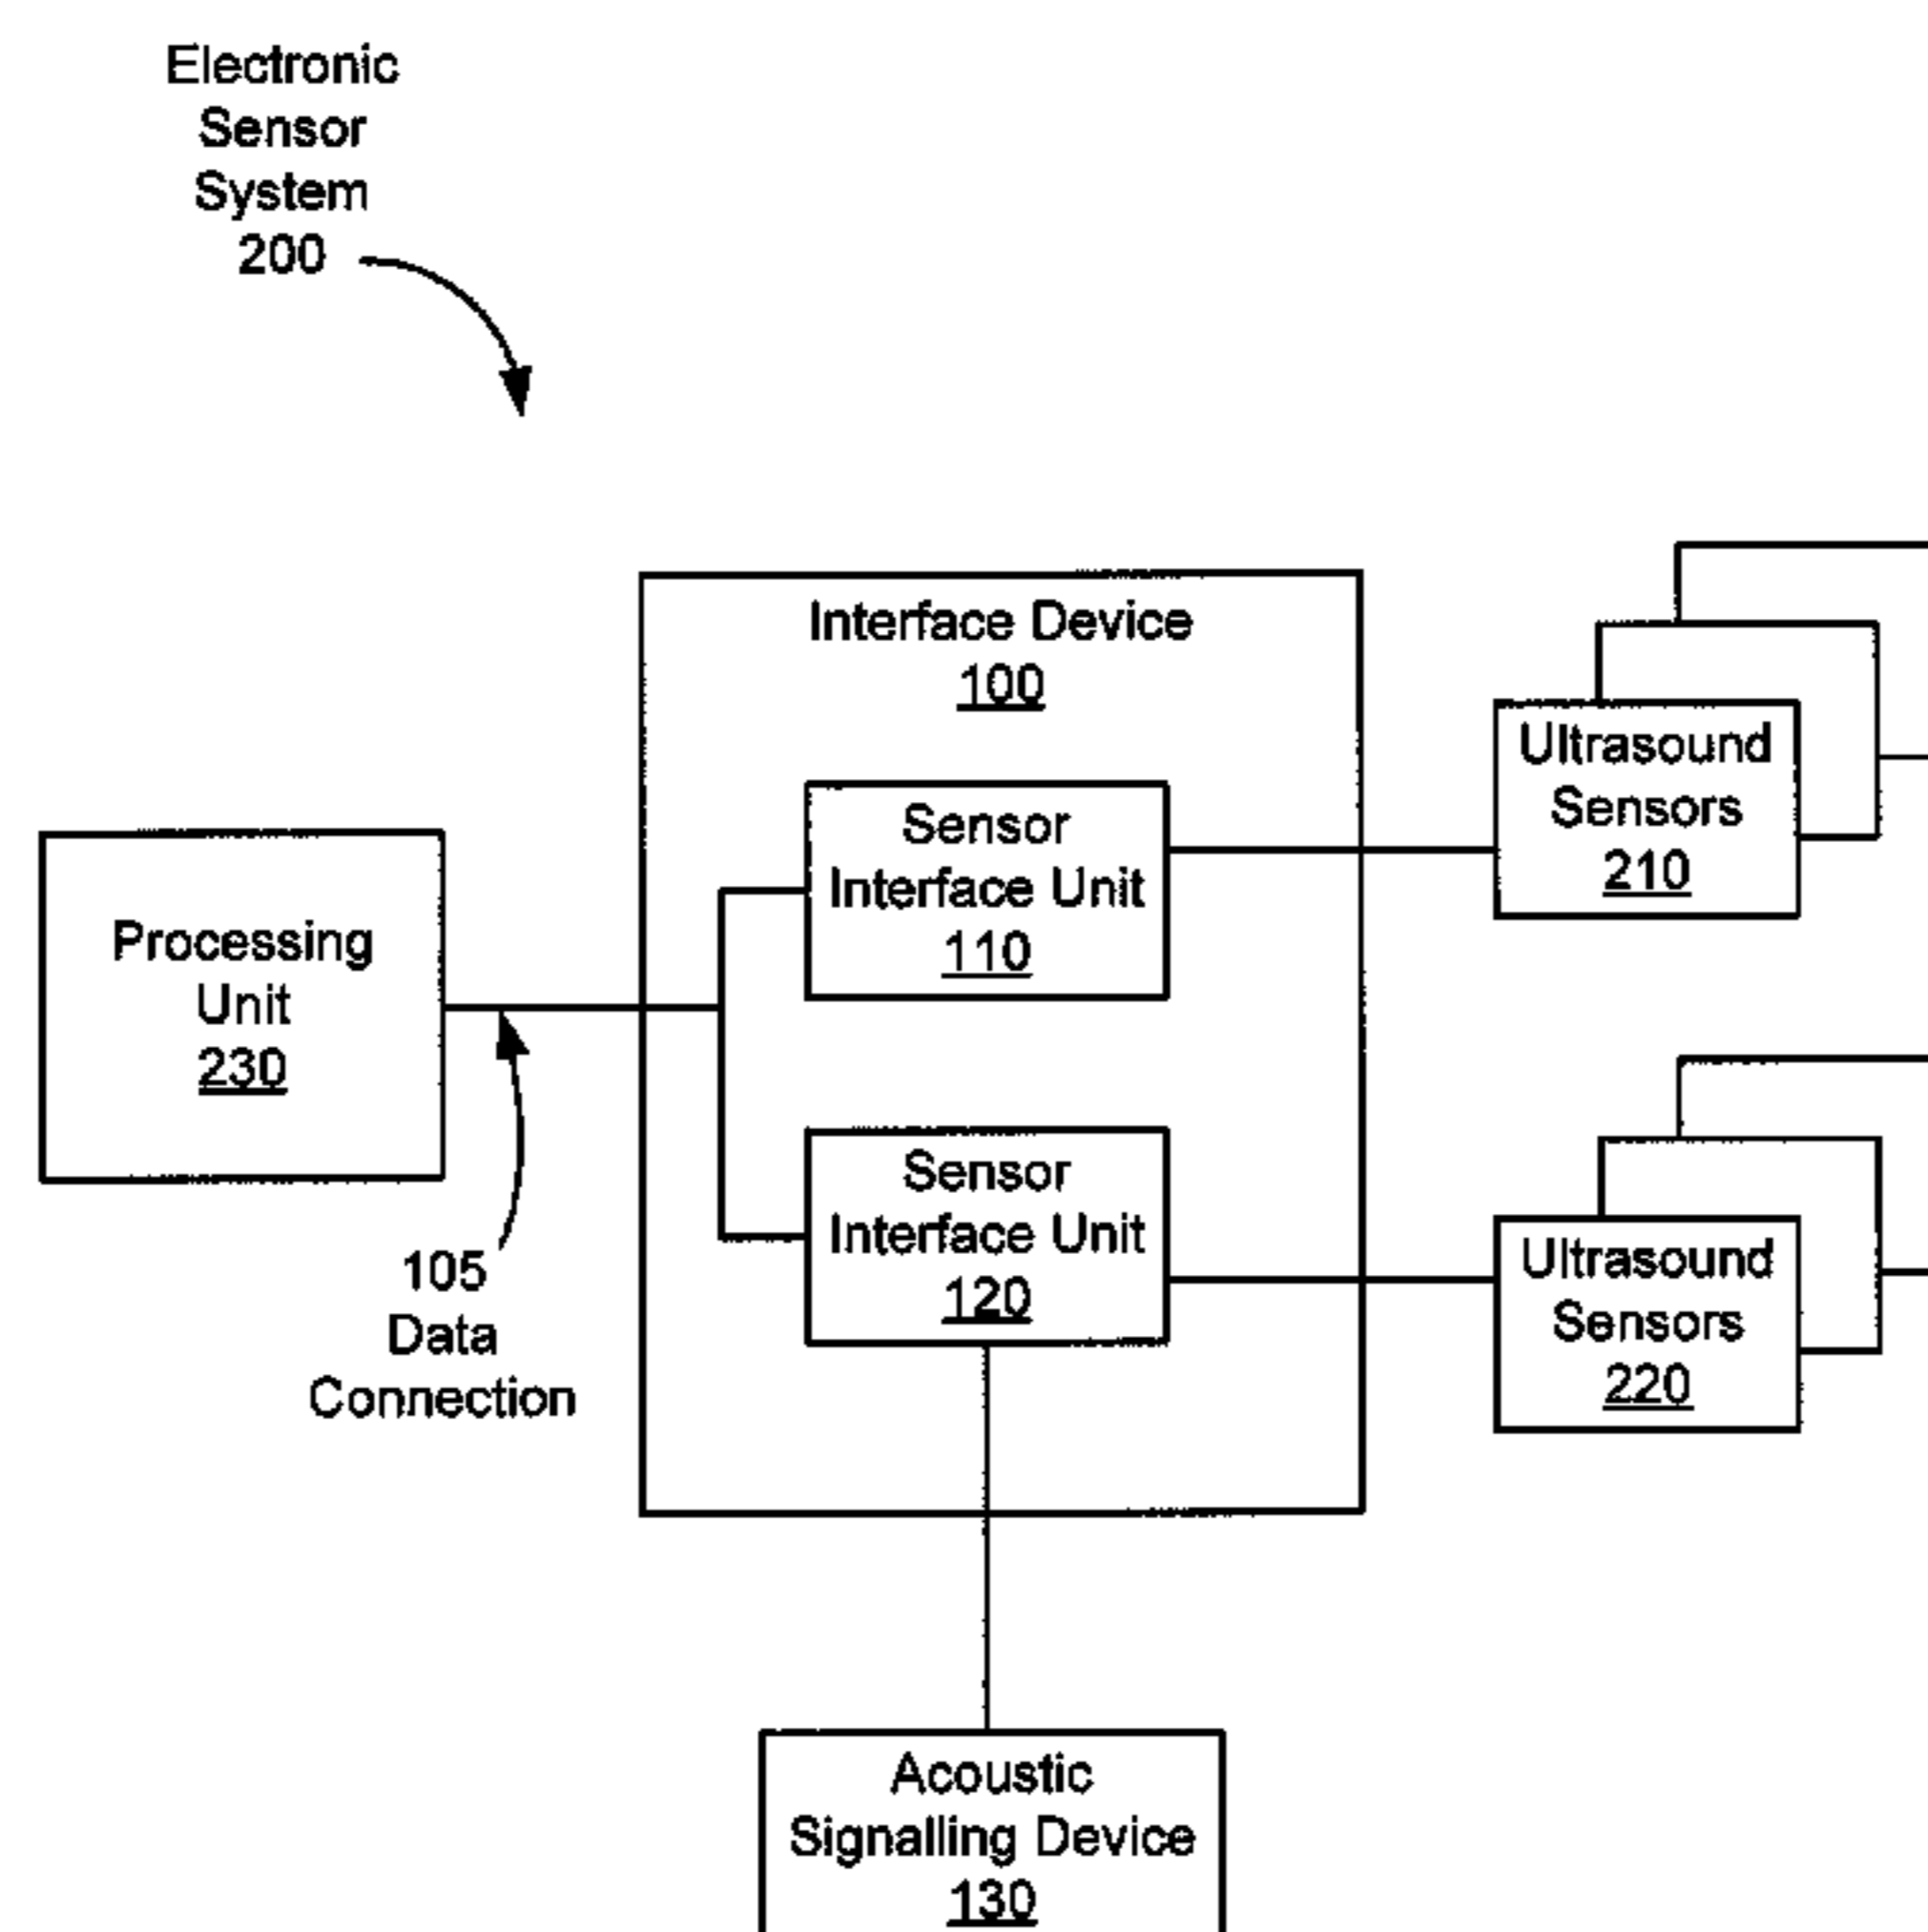 Electronic
Sensor
System
200
Interface Device
100
Sensor
Interface Unit
110
Ultrasound
Sensors
210
Processing
Unit
230
Sensor
Interface Unit
120
Ultrasound
Sensors
220
105
Data
Connection
Acoustic
Signalling Device
130